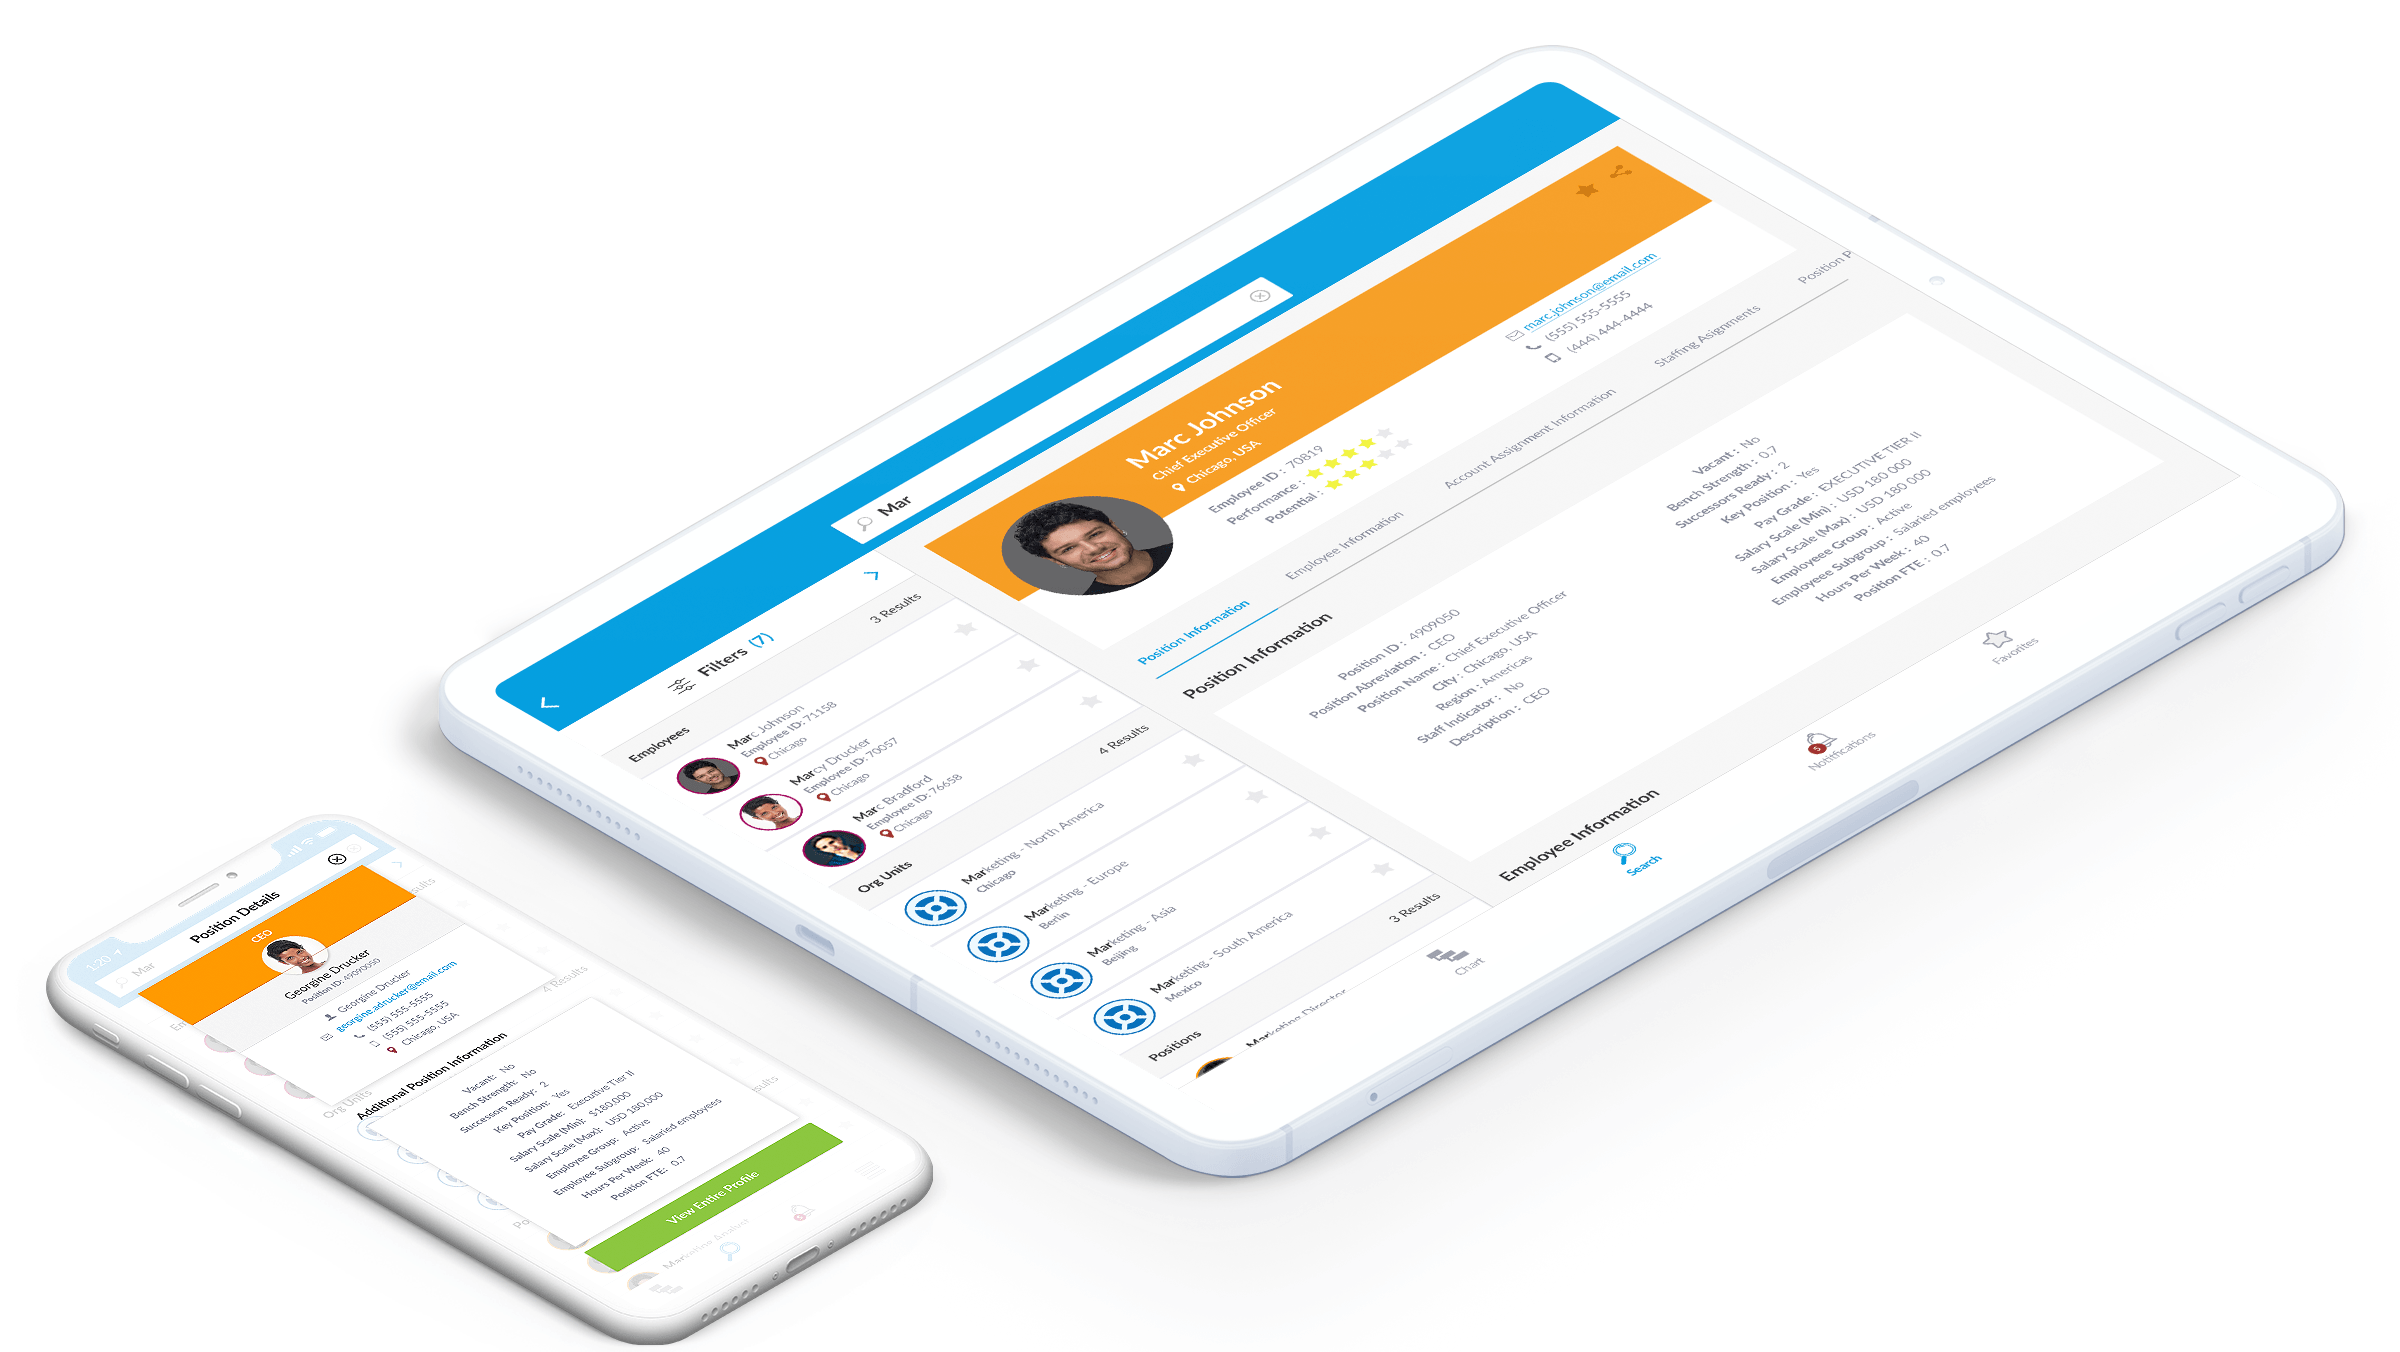 Mar
Filters (7)
Employees
3 Results
Marc Johnson
Employee ID: 71158
Chicago
Marcy Drucker
Employee ID: 70057
Chicago
Marc Bradford
Employee ID: 76658
Chicago
Org Units
4 Results
Marketing - North America
Chicago
Marketing - Europe
Berlin
Marketing - Asia
Beijing
Marketing - South America
Mexico
Positions
3 Results
Marketing Director
Marc Johnson
Chief Executive Officer
Chicago, USA
Employee ID : 70819
Performance :
Potential :
marc.johnson@email.com
(555) 555-5555
(444) 444-4444
Position Information
Employee Information
Account Assignment Information
Staffing Asignments
Position P
Position Information
Position ID : 4909050
Position Abreviation : CEO
Position Name : Chief Executive Officer
City : Chicago, USA
Region : Americas
Staff Indicator : No
Description : CEO
Vacant : No
Bench Strength : 0.7
Successors Ready : 2
Key Position : Yes
Pay Grade : EXECUTIVE TIER II
Salary Scale (Min) : USD 180 000
Salary Scale (Max) : USD 180 000
Employeee Group : Active
Employeee Subgroup : Salaried employees
Hours Per Week : 40
Position FTE : 0.7
Employee Information
Chart
Search
5
Notifications
Favorites
1:20
Mar
Position Details
CEO
Georgine Drucker
Position ID: 49090050
Georgine Drucker
georgine.adrucker@email.com
(555) 555-5555
(555) 555-5555
Chicago, USA
4 Results
Org Units
Additional Position Information
Vacant: No
Bench Strength: No
Successors Ready: 2
Key Position: Yes
Pay Grade: Executive Tier II
Salary Scale (Min): $180,000
Salary Scale (Max): USD 180,000
Employee Group: Active
Employee Subgroup: Salaried employees
Hours Per Week: 40
Position FTE: 0.7
View Entire Profile
Marketing Analyst